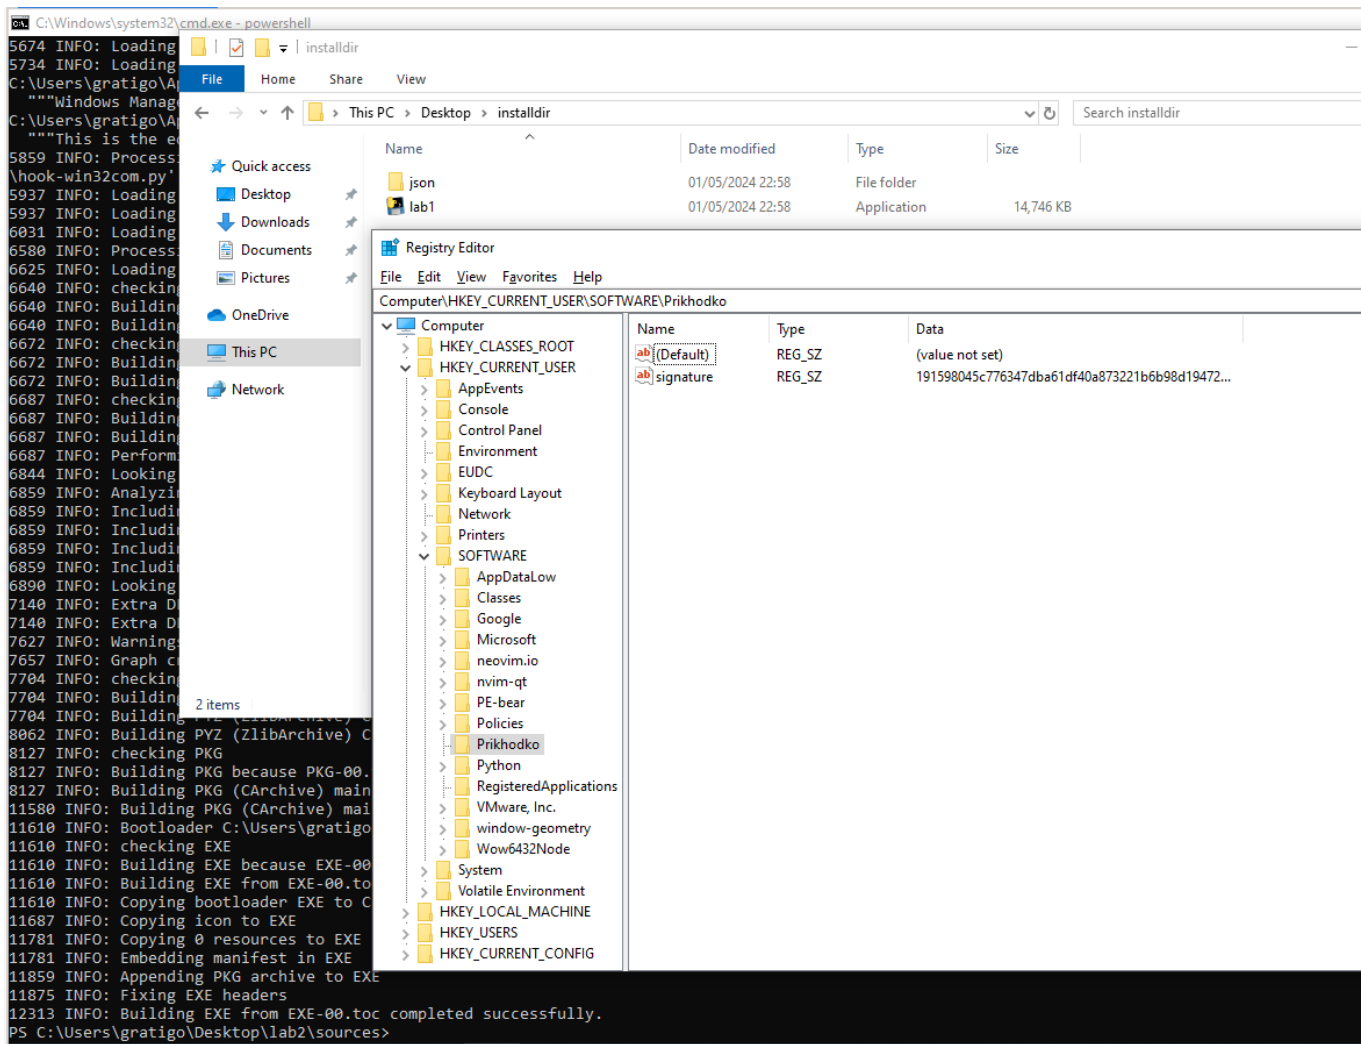 C:\Windows\system32\cmd.exe - powershell
5674 INFO: Loading
5734 INFO: Loading
C:\Users\gratigo\A
"""Windows Manag
C:\Users\gratigo\A
"""This is the e
5859 INFO: Process
\hook-win32com.py'
5937 INFO: Loading
5937 INFO: Loading
6031 INFO: Loading
6580 INFO: Process
6625 INFO: Loading
6640 INFO: checking
6640 INFO: Building
6640 INFO: Building
6672 INFO: checking
6672 INFO: Building
6672 INFO: Building
6687 INFO: checking
6687 INFO: Building
6687 INFO: Building
6687 INFO: Perform
6844 INFO: Looking
6859 INFO: Analyzi
6859 INFO: Includi
6859 INFO: Includi
6859 INFO: Includi
6859 INFO: Includi
6890 INFO: Looking
7140 INFO: Extra D
7140 INFO: Extra D
7627 INFO: Warning
7657 INFO: Graph c
7704 INFO: checking
7704 INFO: Building
7704 INFO: Building PYZ (ZlibArchive) C
8062 INFO: Building PYZ (ZlibArchive) C
8127 INFO: checking PKG
8127 INFO: Building PKG because PKG-00.
8127 INFO: Building PKG (CArchive) main
11580 INFO: Building PKG (CArchive) mai
11610 INFO: Bootloader C:\Users\gratigo
11610 INFO: checking EXE
11610 INFO: Building EXE because EXE-00
11610 INFO: Building EXE from EXE-00.to
11610 INFO: Copying bootloader EXE to C
11687 INFO: Copying icon to EXE
11781 INFO: Copying 0 resources to EXE
11781 INFO: Embedding manifest in EXE
11859 INFO: Appending PKG archive to EXE
11875 INFO: Fixing EXE headers
12313 INFO: Building EXE from EXE-00.toc completed successfully.
PS C:\Users\gratigo\Desktop\lab2\sources>
installdir
File Home Share View
This PC > Desktop > installdir
Search installdir
Quick access
Desktop
Downloads
Documents
Pictures
OneDrive
This PC
Network
2 items
Name Date modified Type Size
json 01/05/2024 22:58 File folder
lab1 01/05/2024 22:58 Application 14,746 KB
Registry Editor
File Edit View Favorites Help
Computer\HKEY_CURRENT_USER\SOFTWARE\Prikhodko
Computer
HKEY_CLASSES_ROOT
HKEY_CURRENT_USER
AppEvents
Console
Control Panel
Environment
EUDC
Keyboard Layout
Network
Printers
SOFTWARE
AppDataLow
Classes
Google
Microsoft
neovim.io
nvim-qt
PE-bear
Policies
Prikhodko
Python
RegisteredApplications
VMware, Inc.
window-geometry
Wow6432Node
System
Volatile Environment
HKEY_LOCAL_MACHINE
HKEY_USERS
HKEY_CURRENT_CONFIG
Name Type Data
(Default) REG_SZ (value not set)
signature REG_SZ 191598045c776347dba61df40a873221b6b98d19472...